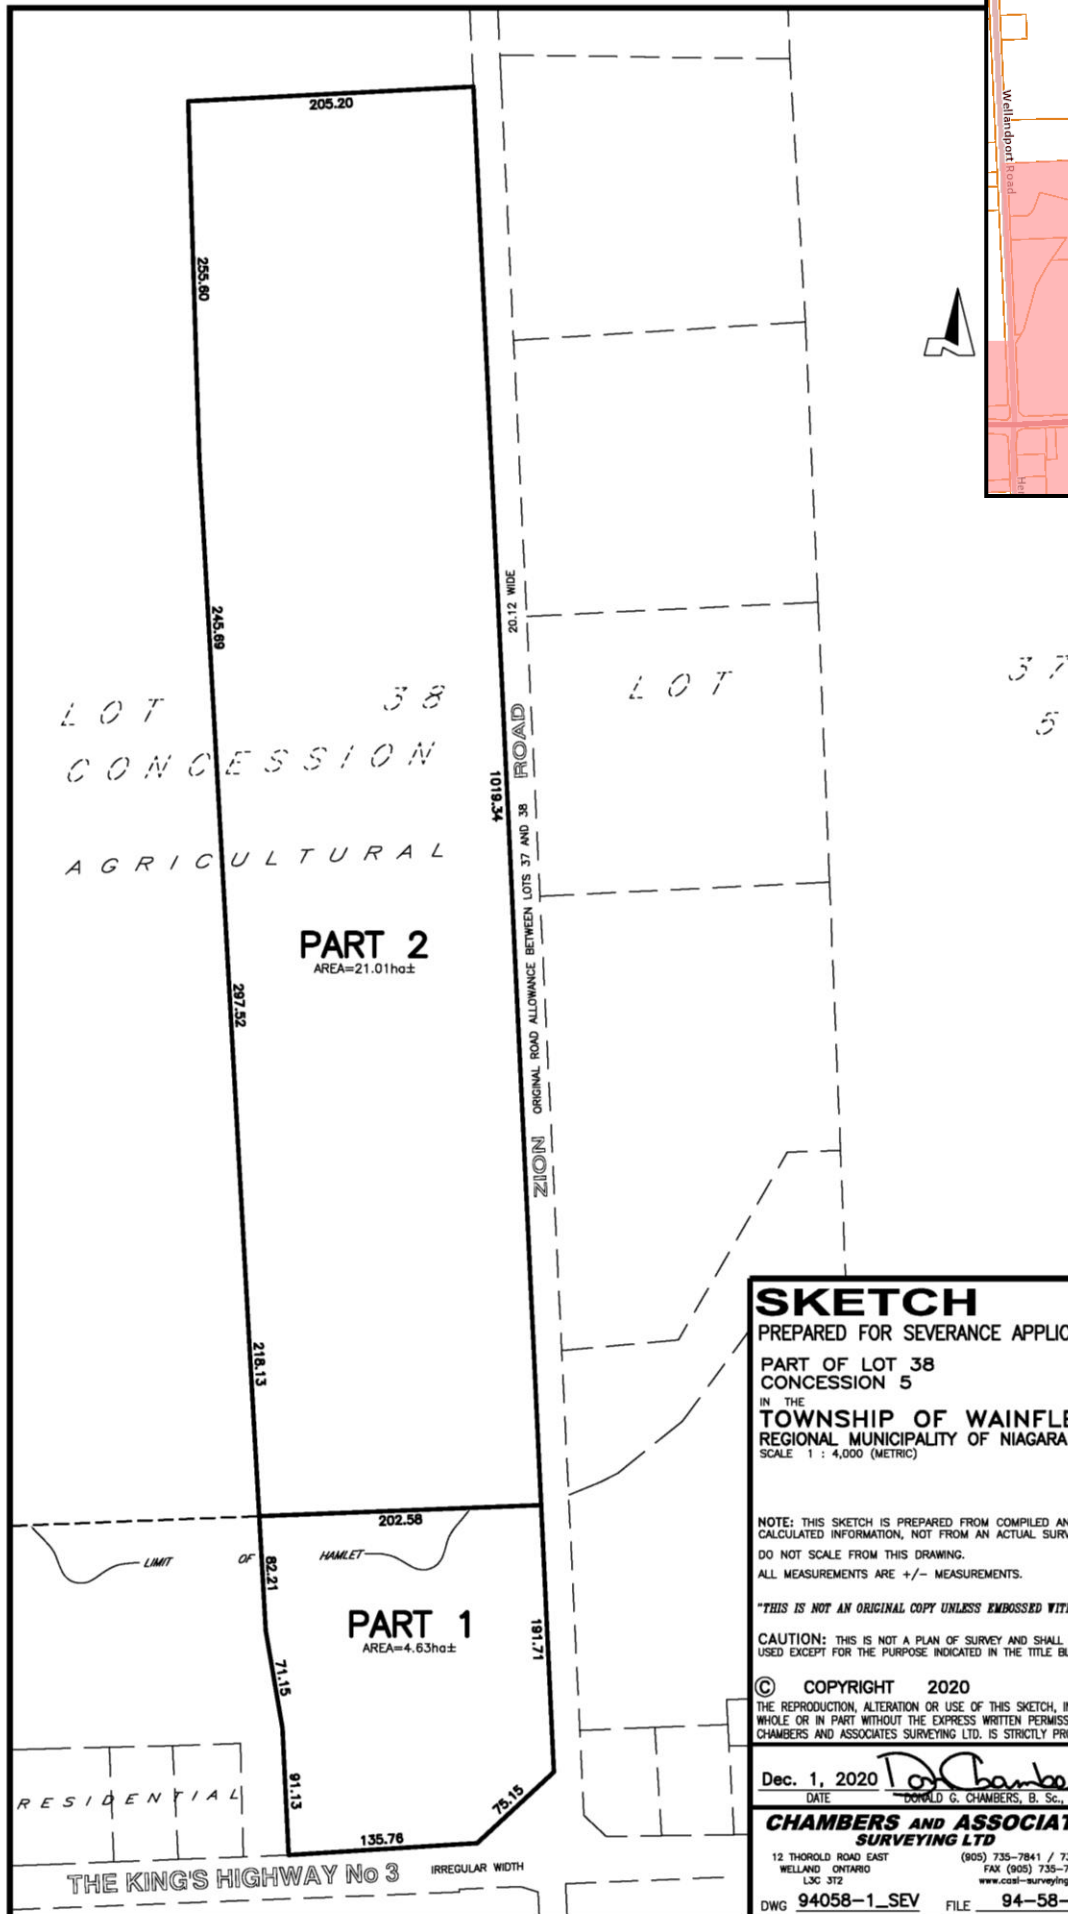 205.20
Wellandport Road
255.60
20.12 WIDE
245.69
LOT 38
LOT 37
CONCESSION 5
ROAD
1019.34
AGRICULTURAL
ORIGINAL ROAD ALLOWANCE BETWEEN LOTS 37 AND 38
PART 2
AREA=21.01ha±
297.52
ZION
218.13
202.58
LIMIT OF HAMLET
82.21
PART 1
AREA=4.63ha±
191.71
71.15
91.13
75.15
RESIDENTIAL
135.76
THE KING'S HIGHWAY No 3 IRREGULAR WIDTH
SKETCH
PREPARED FOR SEVERANCE APPLIC
PART OF LOT 38
CONCESSION 5
IN THE
TOWNSHIP OF WAINFLE
REGIONAL MUNICIPALITY OF NIAGARA
SCALE 1 : 4,000 (METRIC)
NOTE: THIS SKETCH IS PREPARED FROM COMPILED AN
CALCULATED INFORMATION, NOT FROM AN ACTUAL SURV
DO NOT SCALE FROM THIS DRAWING.
ALL MEASUREMENTS ARE +/- MEASUREMENTS.
"THIS IS NOT AN ORIGINAL COPY UNLESS EMBOSSED WIT
CAUTION: THIS IS NOT A PLAN OF SURVEY AND SHALL
USED EXCEPT FOR THE PURPOSE INDICATED IN THE TITLE BL
© COPYRIGHT 2020
THE REPRODUCTION, ALTERATION OR USE OF THIS SKETCH, I
WHOLE OR IN PART WITHOUT THE EXPRESS WRITTEN PERMISS
CHAMBERS AND ASSOCIATES SURVEYING LTD. IS STRICTLY PR
Dec. 1, 2020
DATE
DONALD G. CHAMBERS, B. Sc.,
CHAMBERS AND ASSOCIAT
SURVEYING LTD
12 THOROLD ROAD EAST (905) 735-7841 / 73
WELLAND ONTARIO FAX (905) 735-7
L3C 3T2 www.casl-surveying
DWG 94058-1_SEV FILE 94-58-